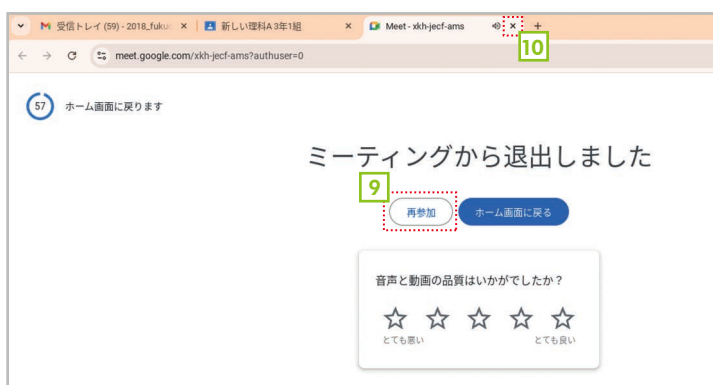 受信トレイ (59) - 2018_fuku
新しい理科A 3年1組
Meet - xkh-jecf-ams
10
meet.google.com/xkh-jecf-ams?authuser=0
57
ホーム画面に戻ります
ミーティングから退出しました
9
再参加
ホーム画面に戻る
音声と動画の品質はいかがでしたか？
とても悪い
とても良い